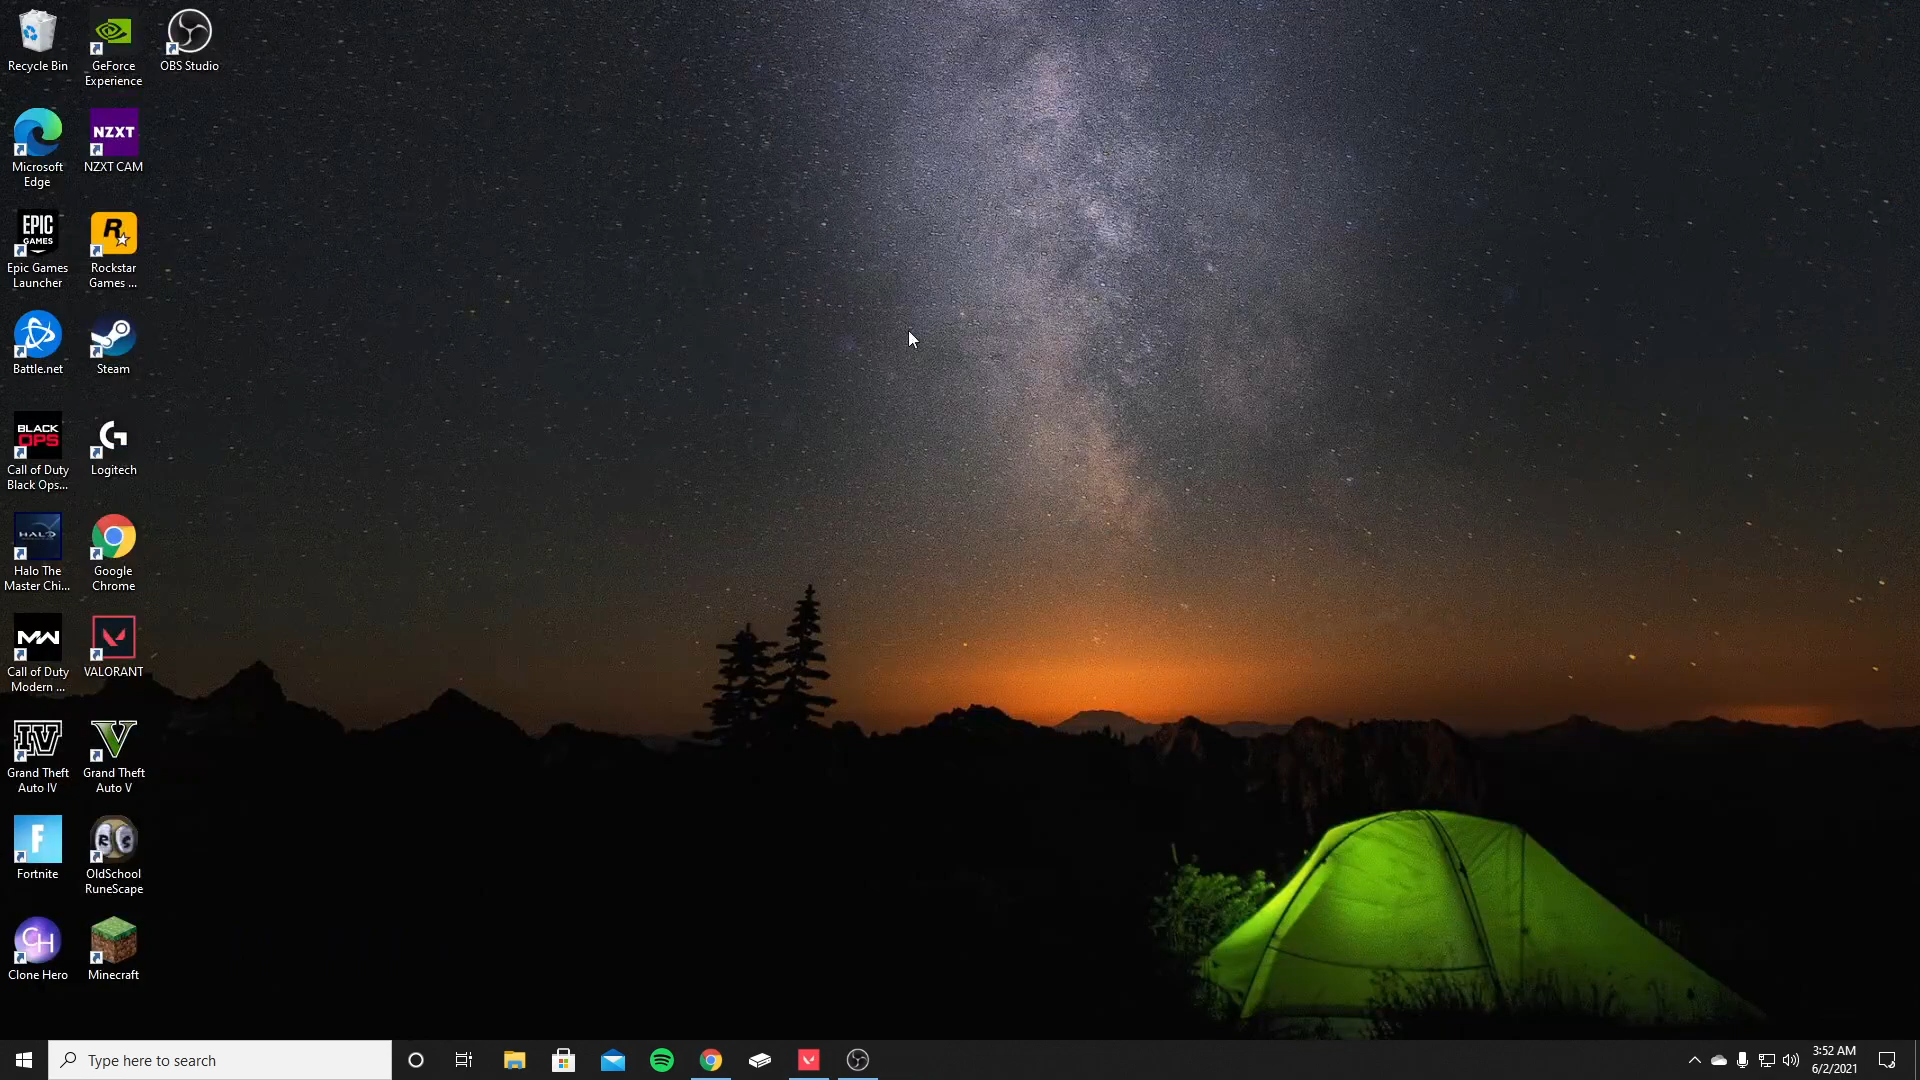 Recycle Bin
GeForce
Experience
OBS Studio
Microsoft
Edge
NZXT
NZXT CAM
EPIC
GAMES
Epic Games
Launcher
R
Rockstar
Games ...
Battle.net
Steam
BLACK
OPS
Call of Duty
Black Ops...
G
Logitech
HALO
Halo The
Master Chi...
Google
Chrome
MW
Call of Duty
Modern ...
VALORANT
IV
Grand Theft
Auto IV
V
Grand Theft
Auto V
F
Fortnite
RS
OldSchool
RuneScape
CH
Clone Hero
Minecraft
Type here to search
3:52 AM
6/2/2021